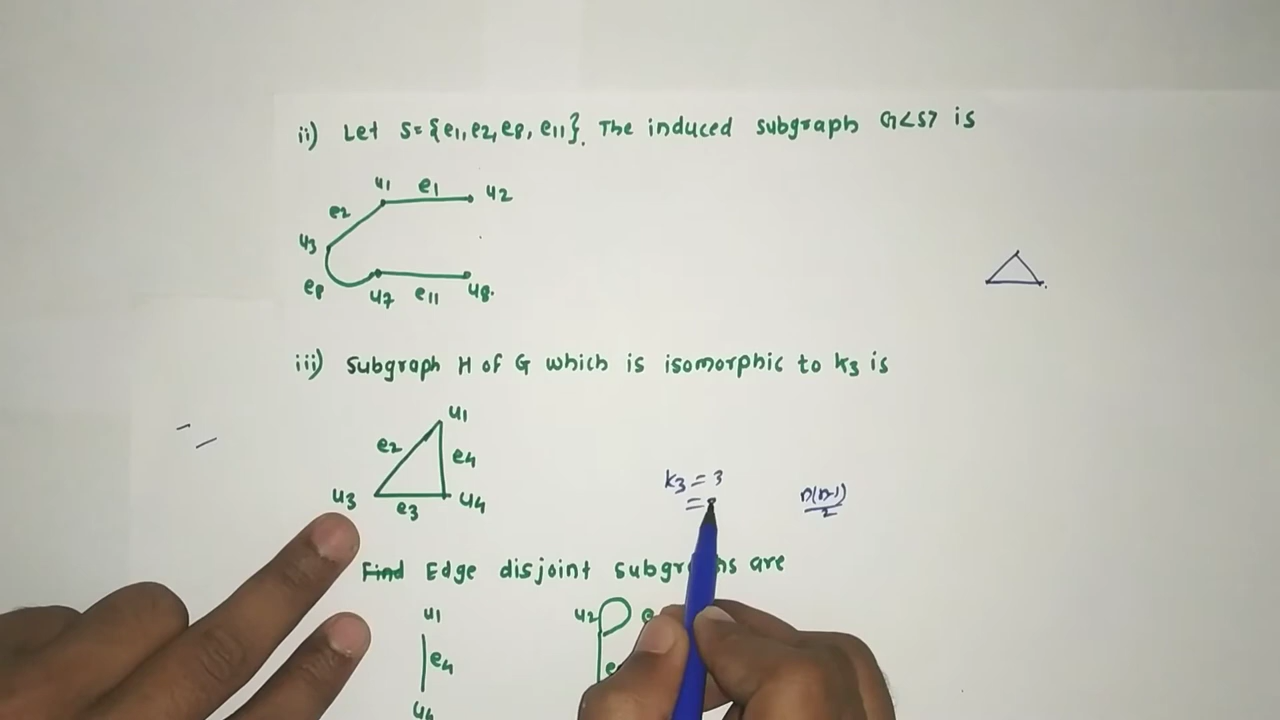 ii) Let S={e1,e2,e8,e11}. The induced subgraph G<S> is
u1 e1 u2
e2
u3
e8 u7 e11 u8.
iii) Subgraph H of G which is isomorphic to k3 is
u1
e2 e4
u3 e3 u4
k3 = 3
=
n(n-1)
2
Find Edge disjoint are
u1
u2
e4
u4